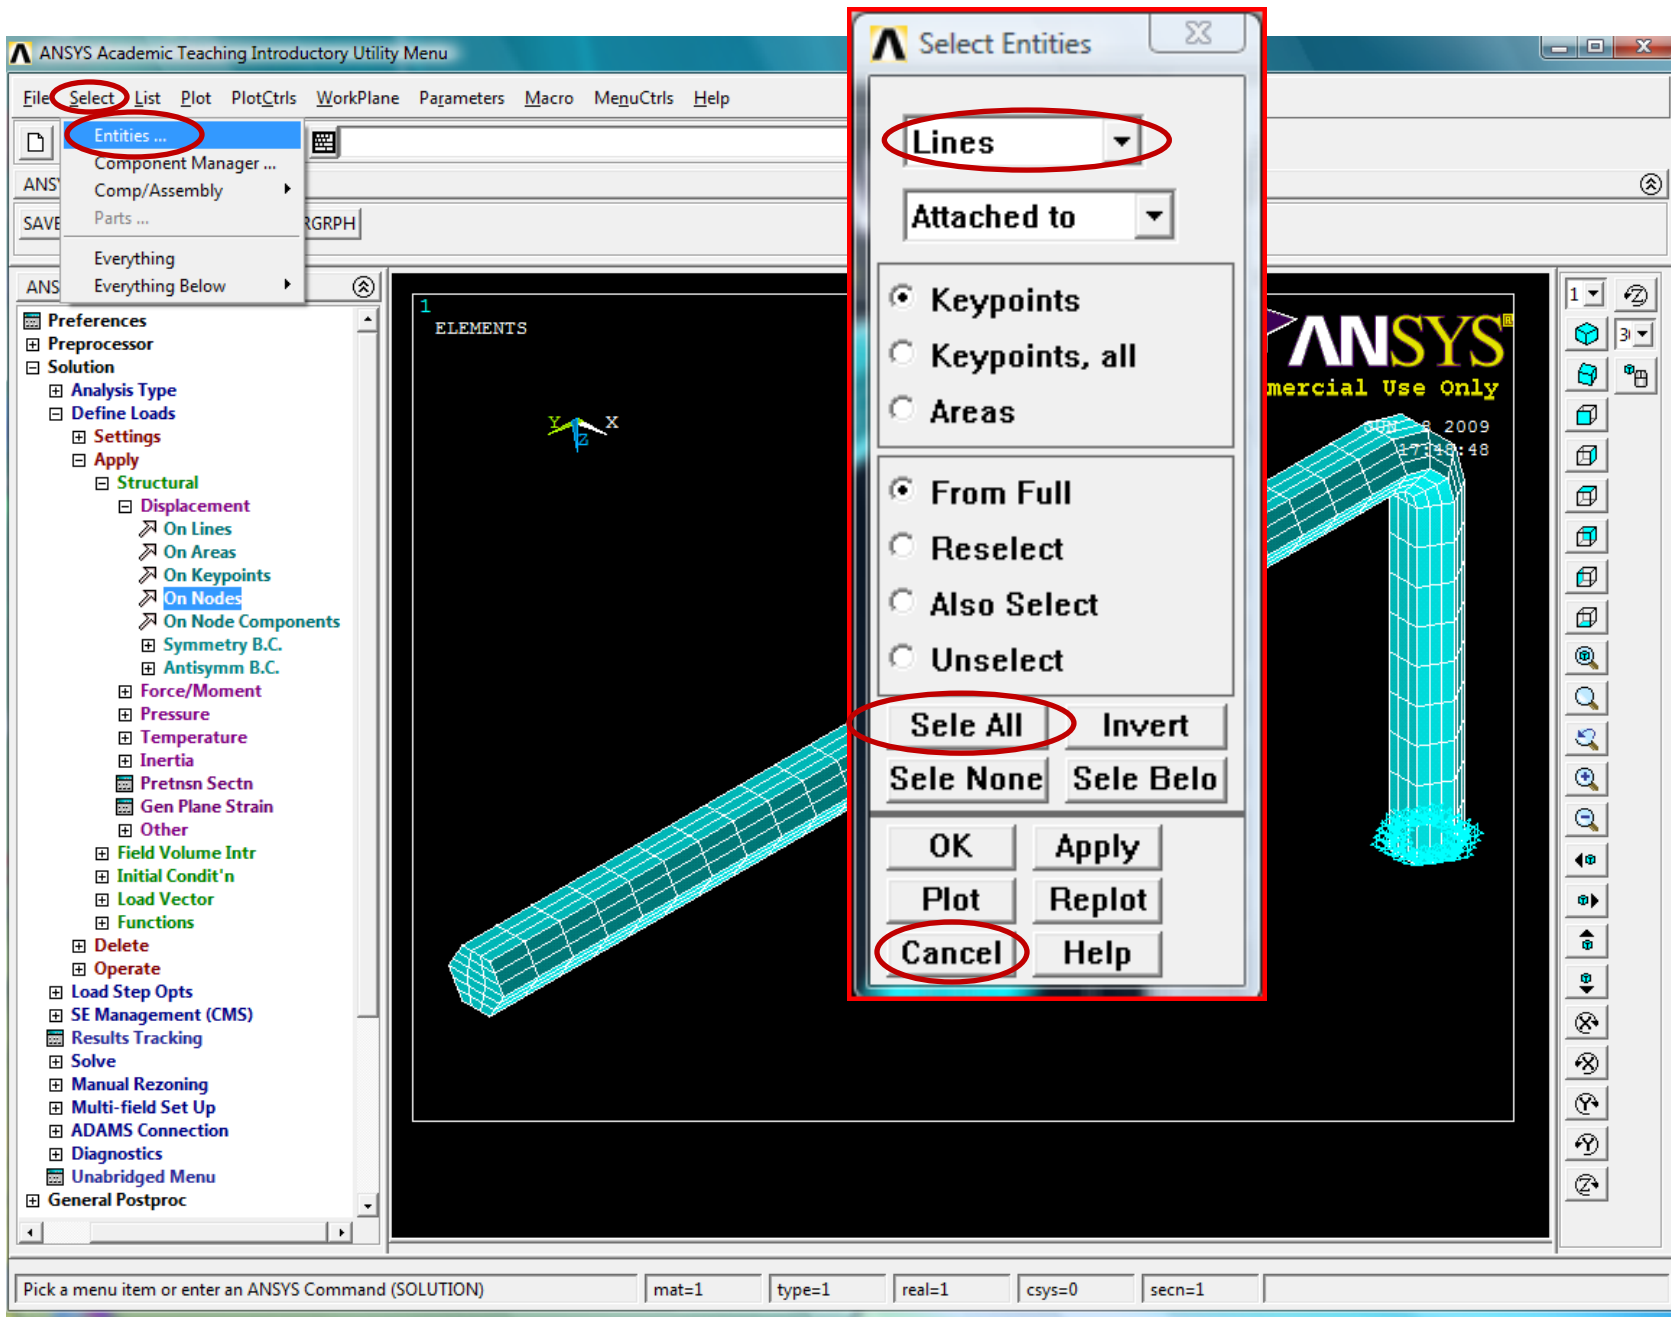 ANSYS Academic Teaching Introductory Utility Menu
File Select List Plot PlotCtrls WorkPlane Parameters Macro MenuCtrls Help
Entities ...
Component Manager ...
Comp/Assembly
Parts ...
Everything
Everything Below
ANS
SAVE
RGRPH
ANS
Preferences
Preprocessor
Solution
Analysis Type
Define Loads
Settings
Apply
Structural
Displacement
On Lines
On Areas
On Keypoints
On Nodes
On Node Components
Symmetry B.C.
Antisymm B.C.
Force/Moment
Pressure
Temperature
Inertia
Pretnsn Sectn
Gen Plane Strain
Other
Field Volume Intr
Initial Condit'n
Load Vector
Functions
Delete
Operate
Load Step Opts
SE Management (CMS)
Results Tracking
Solve
Manual Rezoning
Multi-field Set Up
ADAMS Connection
Diagnostics
Unabridged Menu
General Postproc
1
ELEMENTS
Y X
Z
ANSYS®
mercial Use Only
JUN 8 2009
17:48:48
Select Entities
Lines
Attached to
Keypoints
Keypoints, all
Areas
From Full
Reselect
Also Select
Unselect
Sele All Invert
Sele None Sele Belo
OK Apply
Plot Replot
Cancel Help
1
Pick a menu item or enter an ANSYS Command (SOLUTION) mat=1 type=1 real=1 csys=0 secn=1